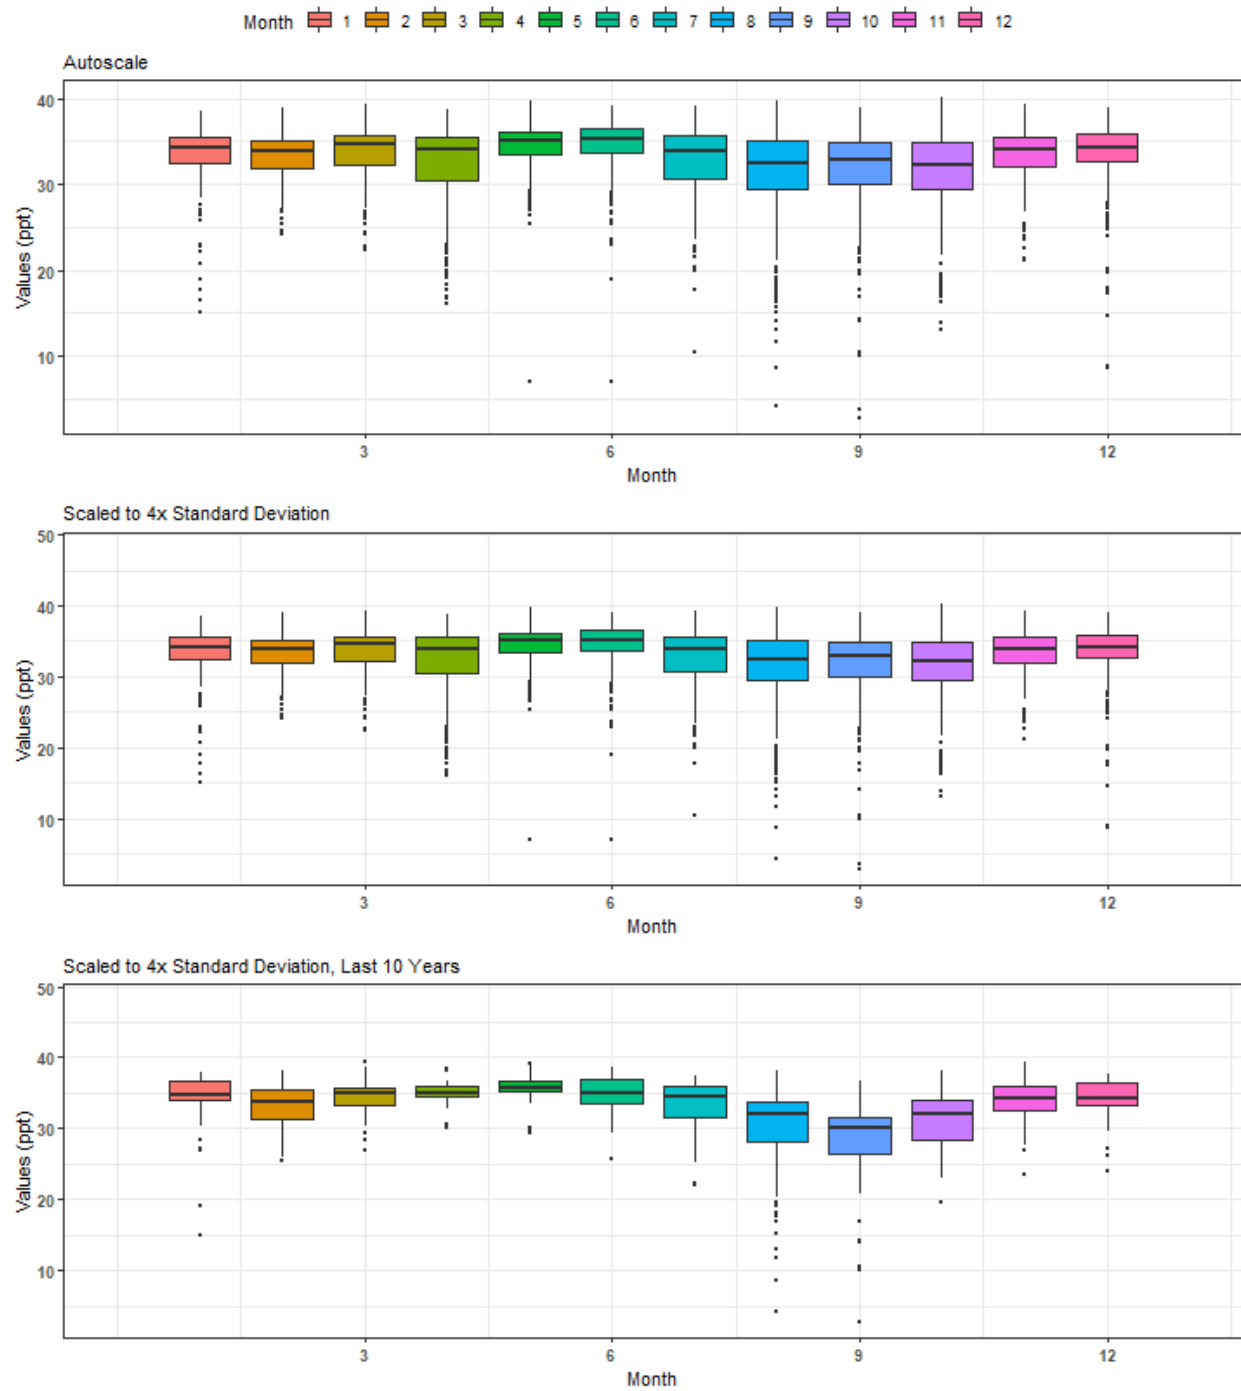 Month 1 2 3 4 5 6 7 8 9 10 11 12
Autoscale
Values (ppt)
40
30
20
10
3 6 9 12
Month
Scaled to 4x Standard Deviation
Values (ppt)
50
40
30
20
10
3 6 9 12
Month
Scaled to 4x Standard Deviation, Last 10 Years
Values (ppt)
50
40
30
20
10
3 6 9 12
Month